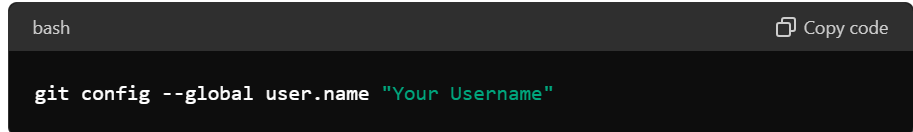 bash Copy code
git config --global user.name "Your Username"